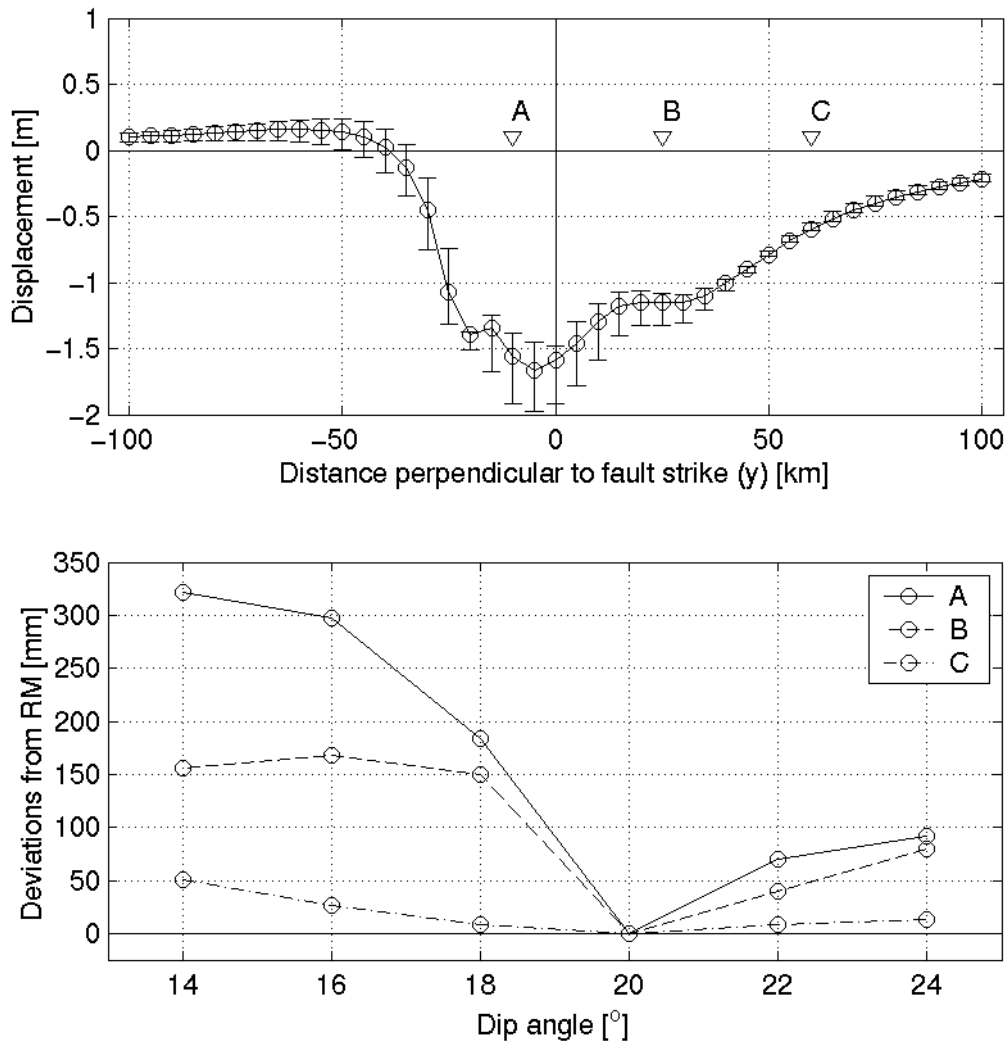 1
0.5
0
−0.5
−1
−1.5
−2
Displacement [m]
A
B
C
−100
−50
0
50
100
Distance perpendicular to fault strike (y) [km]
350
300
250
200
150
100
50
0
Deviations from RM [mm]
A
B
C
14
16
18
20
22
24
Dip angle [°]